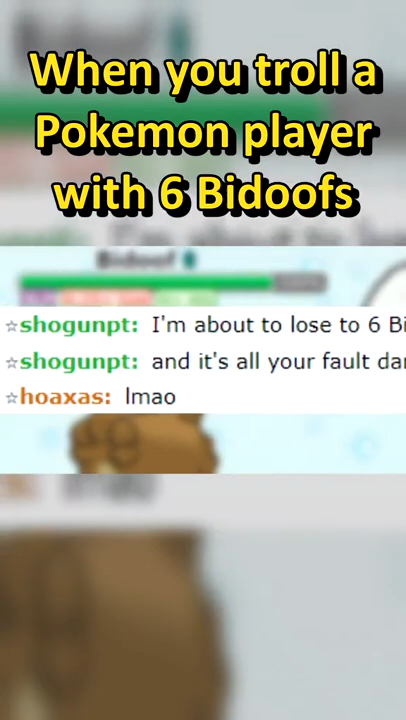 When you troll a
Pokemon player
with 6 Bidoofs
Bidoof
☆shogunpt: I'm about to lose to 6 Bi
☆shogunpt: and it's all your fault dar
☆hoaxas: lmao